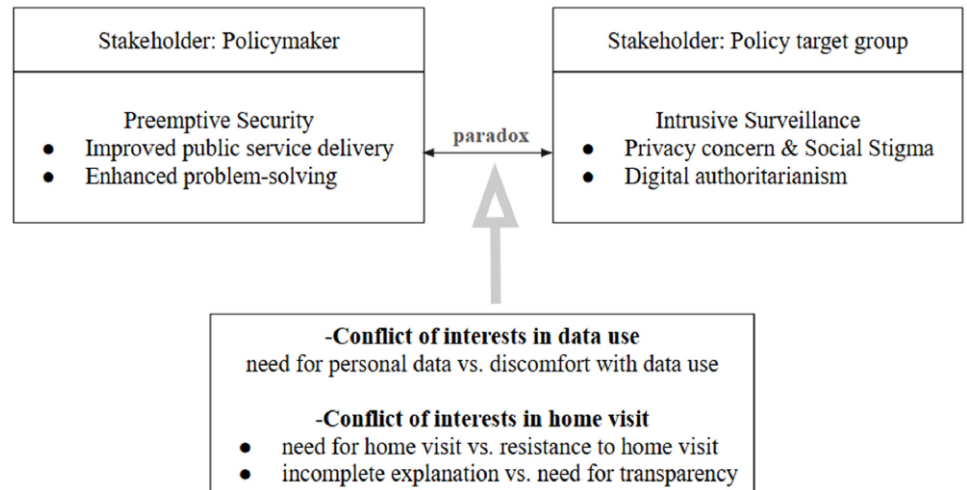 Stakeholder: Policymaker
Preemptive Security
● Improved public service delivery
● Enhanced problem-solving
paradox
Stakeholder: Policy target group
Intrusive Surveillance
● Privacy concern & Social Stigma
● Digital authoritarianism
-Conflict of interests in data use
need for personal data vs. discomfort with data use
-Conflict of interests in home visit
● need for home visit vs. resistance to home visit
● incomplete explanation vs. need for transparency